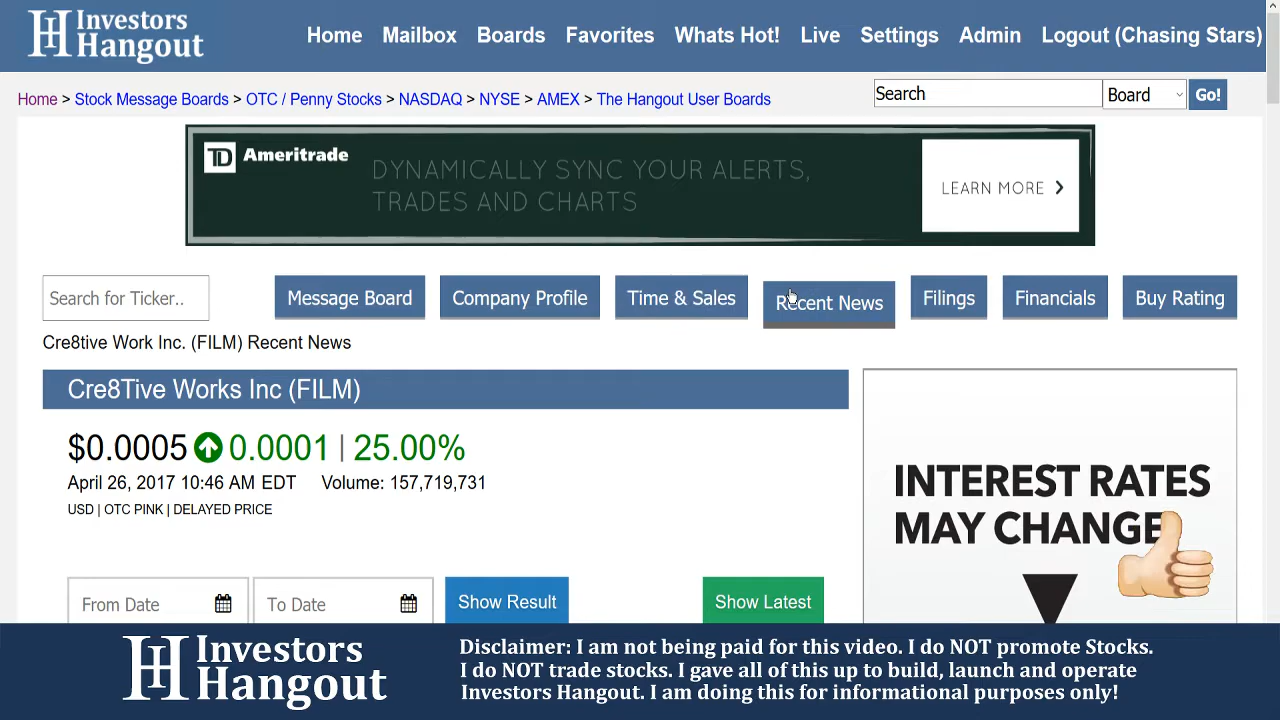 Investors
Hangout
Home Mailbox Boards Favorites Whats Hot! Live Settings Admin Logout (Chasing Stars)
Home > Stock Message Boards > OTC / Penny Stocks > NASDAQ > NYSE > AMEX > The Hangout User Boards
Search Board Go!
TD Ameritrade
DYNAMICALLY SYNC YOUR ALERTS,
TRADES AND CHARTS
LEARN MORE
Search for Ticker.. Message Board Company Profile Time & Sales Recent News Filings Financials Buy Rating
Cre8tive Work Inc. (FILM) Recent News
Cre8Tive Works Inc (FILM)
$0.0005 0.0001 | 25.00%
April 26, 2017 10:46 AM EDT Volume: 157,719,731
USD | OTC PINK | DELAYED PRICE
INTEREST RATES
MAY CHANGE
From Date To Date Show Result Show Latest
Investors
Hangout
Disclaimer: I am not being paid for this video. I do NOT promote Stocks.
I do NOT trade stocks. I gave all of this up to build, launch and operate
Investors Hangout. I am doing this for informational purposes only!